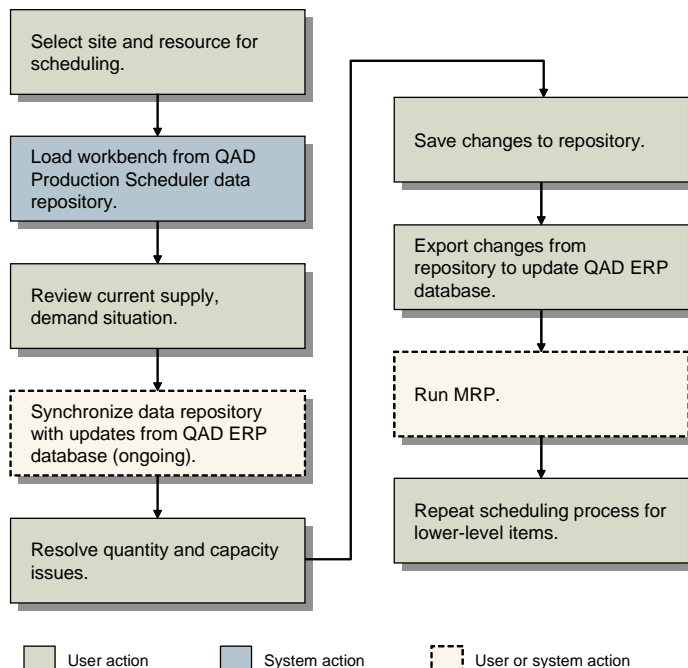 Select site and resource for
scheduling.
Load workbench from QAD
Production Scheduler data
repository.
Review current supply,
demand situation.
Synchronize data repository
with updates from QAD ERP
database (ongoing).
Resolve quantity and capacity
issues.
Save changes to repository.
Export changes from
repository to update QAD ERP
database.
Run MRP.
Repeat scheduling process for
lower-level items.
User action
System action
User or system action